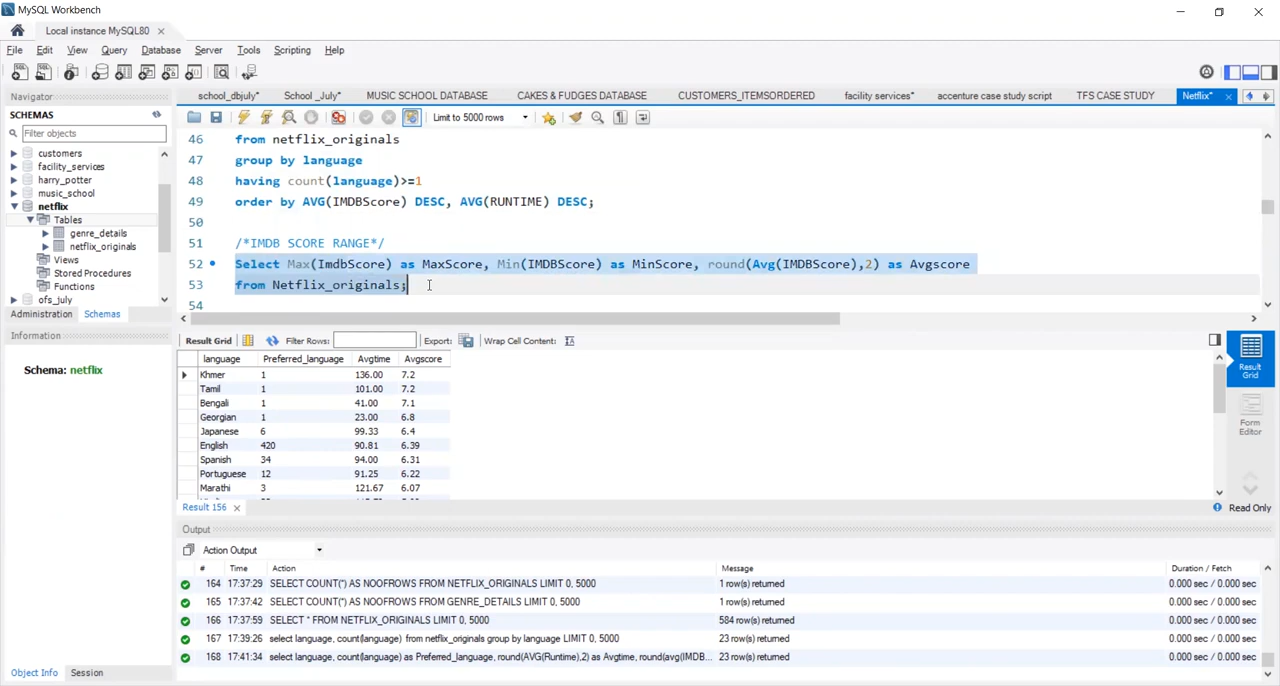 MySQL Workbench
Local instance MySQL80
File Edit View Query Database Server Tools Scripting Help
Navigator
SCHEMAS
Filter objects
customers
facility_services
harry_potter
music_school
netflix
Tables
genre_details
netflix_originals
Views
Stored Procedures
Functions
ofs_july
Administration Schemas
Information
Schema: netflix
Object Info Session
school_dbjuly* School _July* MUSIC SCHOOL DATABASE CAKES & FUDGES DATABASE CUSTOMERS_ITEMSORDERED facility services* accenture case study script TFS CASE STUDY Netflix*
Limit to 5000 rows
46 from netflix_originals
47 group by language
48 having count(language)>=1
49 order by AVG(IMDBScore) DESC, AVG(RUNTIME) DESC;
50
51 /*IMDB SCORE RANGE*/
52 Select Max(ImdbScore) as MaxScore, Min(IMDBScore) as MinScore, round(Avg(IMDBScore),2) as Avgscore
53 from Netflix_originals;
54
Result Grid Filter Rows: Export: Wrap Cell Content:
language Preferred_language Avgtime Avgscore
Khmer 1 136.00 7.2
Tamil 1 101.00 7.2
Bengali 1 41.00 7.1
Georgian 1 23.00 6.8
Japanese 6 99.33 6.4
English 420 90.81 6.39
Spanish 34 94.00 6.31
Portuguese 12 91.25 6.22
Marathi 3 121.67 6.07
Result Grid
Form Editor
Result 156
Read Only
Output
Action Output
# Time Action Message Duration / Fetch
164 17:37:29 SELECT COUNT(*) AS NOOFROWS FROM NETFLIX_ORIGINALS LIMIT 0, 5000 1 row(s) returned 0.000 sec / 0.000 sec
165 17:37:42 SELECT COUNT(*) AS NOOFROWS FROM GENRE_DETAILS LIMIT 0, 5000 1 row(s) returned 0.000 sec / 0.000 sec
166 17:37:59 SELECT * FROM NETFLIX_ORIGINALS LIMIT 0, 5000 584 row(s) returned 0.000 sec / 0.000 sec
167 17:39:26 select language, count(language) from netflix_originals group by language LIMIT 0, 5000 23 row(s) returned 0.000 sec / 0.000 sec
168 17:41:34 select language, count(language) as Preferred_language, round(AVG(Runtime),2) as Avgtime, round(avg(IMDB... 23 row(s) returned 0.000 sec / 0.000 sec